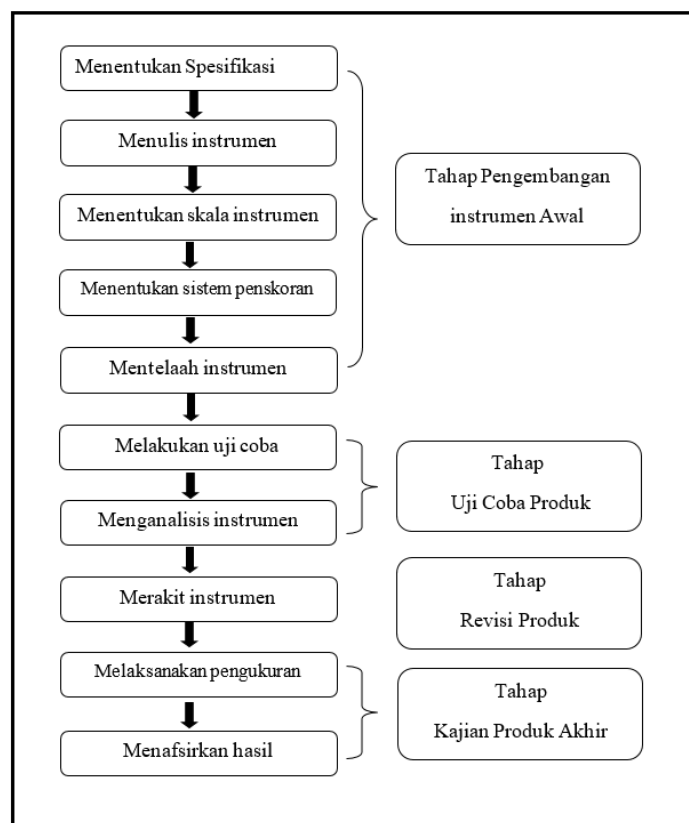 Menentukan Spesifikasi
Menulis instrumen
Menentukan skala instrumen
Menentukan sistem penskoran
Mentelaah instrumen
Tahap Pengembangan
instrumen Awal
Melakukan uji coba
Menganalisis instrumen
Tahap
Uji Coba Produk
Merakit instrumen
Tahap
Revisi Produk
Melaksanakan pengukuran
Menafsirkan hasil
Tahap
Kajian Produk Akhir